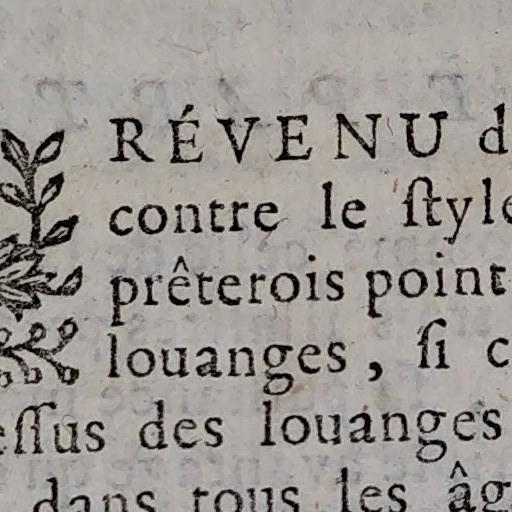 RÉVENU d
contre le ſtyle
prêterois point
louanges, ſi c
eſſus des louanges
dans tous les âg